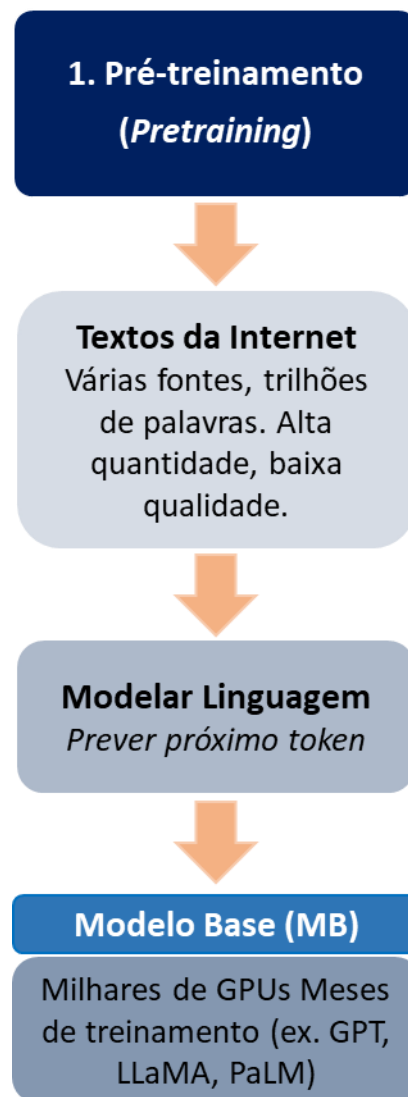 1. Pré-treinamento
(Pretraining)
Textos da Internet
Várias fontes, trilhões
de palavras. Alta
quantidade, baixa
qualidade.
Modelar Linguagem
Prever próximo token
Modelo Base (MB)
Milhares de GPUs Meses
de treinamento (ex. GPT,
LLaMA, PaLM)